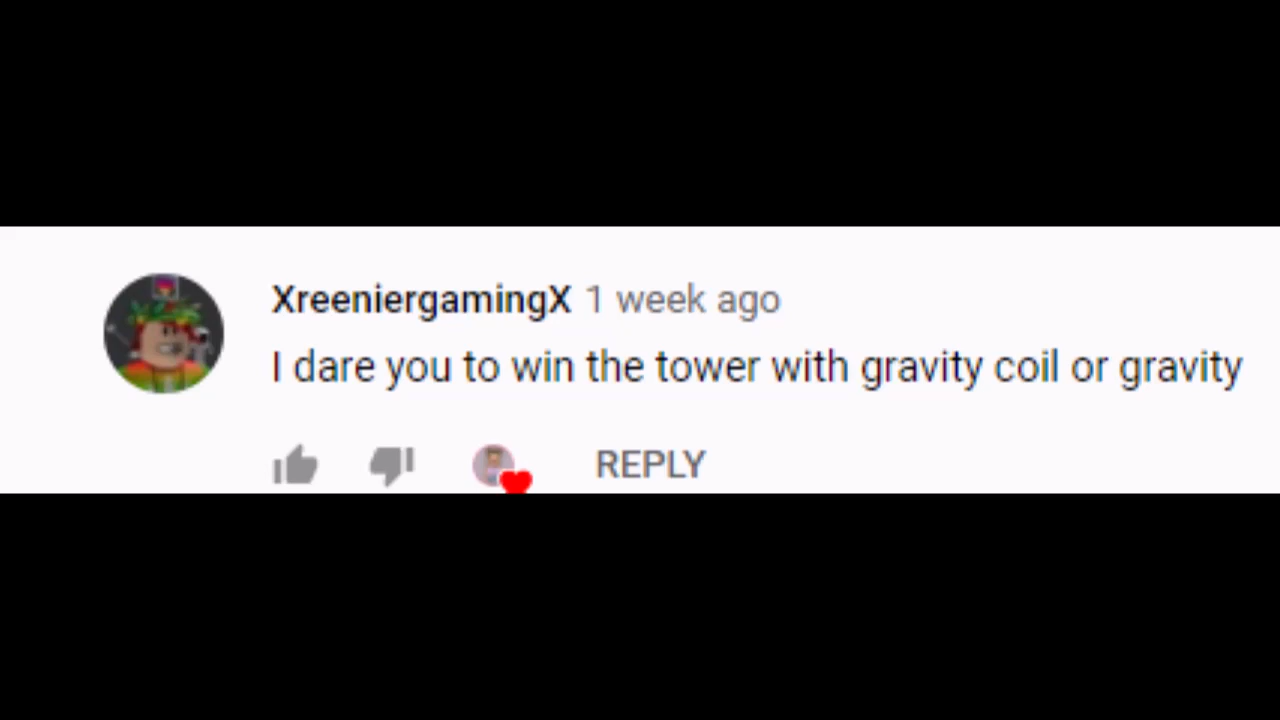 XreeniergamingX 1 week ago
I dare you to win the tower with gravity coil or gravity
REPLY